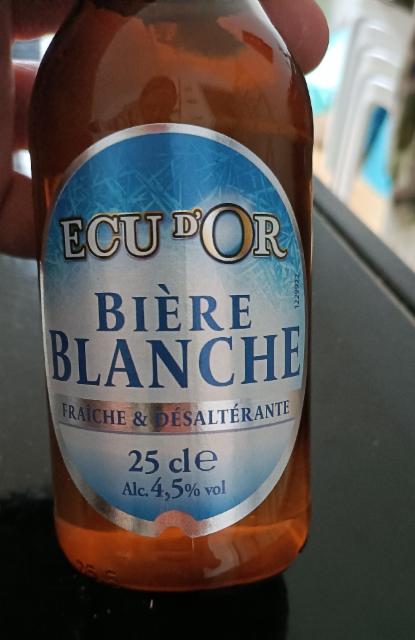 ECU D'OR
BIÈRE
BLANCHE
FRAÎCHE & DÉSALTÉRANTE
25 cl e
Alc. 4,5% vol